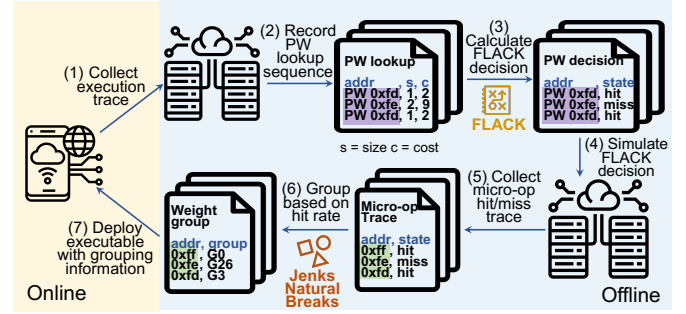 (1) Collect
execution
trace
(2) Record
PW
lookup
sequence
PW lookup
addr , s, c
PW 0xfd, 1, 2
PW 0xfe, 2, 9
PW 0xfd, 1, 2
s = size c = cost
(3)
Calculate
FLACK
decision
FLACK
PW decision
addr , state
PW 0xfd, hit
PW 0xfe, miss
PW 0xfd, hit
(4) Simulate
FLACK
decision
(5) Collect
micro-op
hit/miss
trace
Micro-op
Trace
addr, state
0xff , hit
0xfe, miss
0xfd, hit
(6) Group
based on
hit rate
Jenks
Natural
Breaks
Weight
group
addr, group
0xff , G0
0xfe, G26
0xfd, G3
(7) Deploy
executable
with grouping
information
Online
Offline